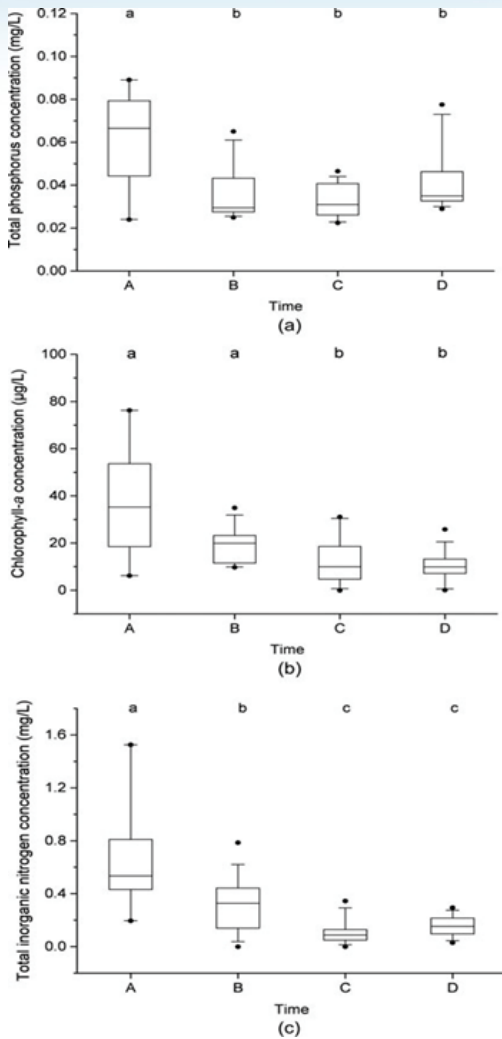 Total phosphorus concentration (mg/L)
0.12
0.10
0.08
0.06
0.04
0.02
0.00
a b b b
A B C D
Time
(a)
Chlorophyll-a concentration (µg/L)
100
80
60
40
20
0
a a b b
A B C D
Time
(b)
Total inorganic nitrogen concentration (mg/L)
1.6
1.2
0.8
0.4
0.0
a b c c
A B C D
Time
(c)